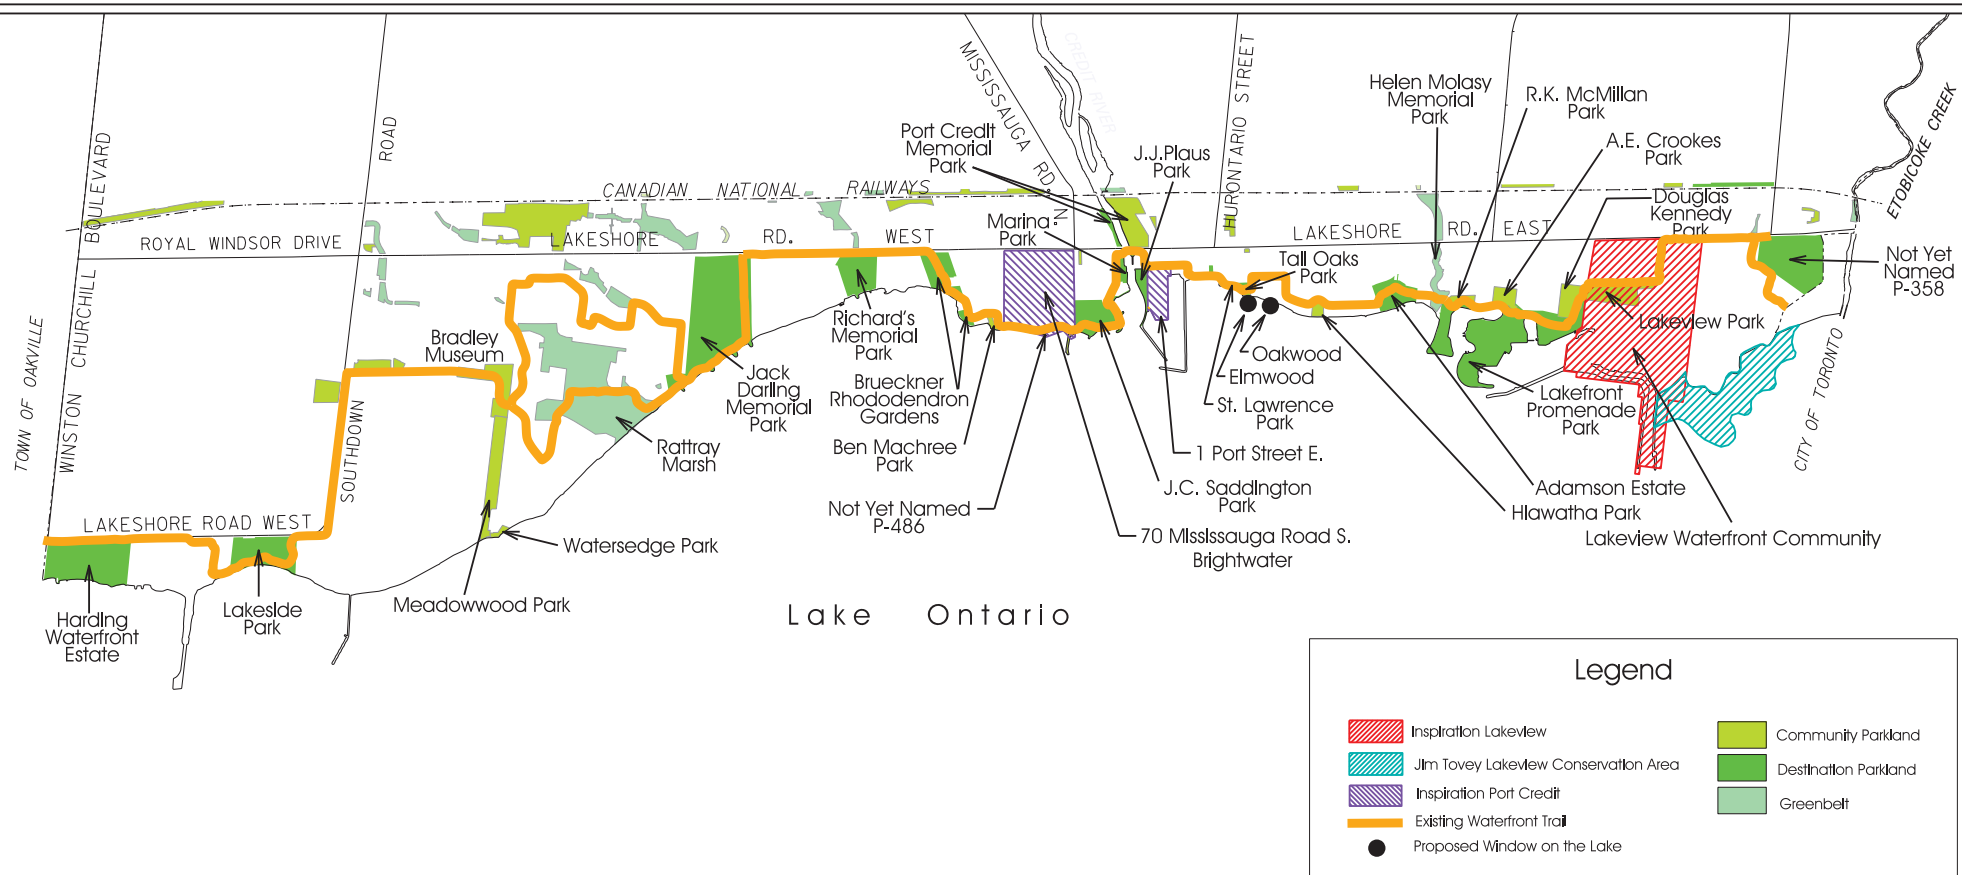 MISSISSAUGA RD. N.
CREDIT RIVER
HURONTARIO STREET
ETOBICOKE CREEK
WINSTON CHURCHILL BOULEVARD
SOUTHDOWN ROAD
TOWN OF OAKVILLE
CITY OF TORONTO
CANADIAN NATIONAL RAILWAYS
ROYAL WINDSOR DRIVE
LAKESHORE RD. WEST
LAKESHORE RD. EAST
LAKESHORE ROAD WEST
Port Credit
Memorial
Park
J.J.Plaus
Park
Marina
Park
Helen Molasy
Memorial
Park
R.K. McMillan
Park
A.E. Crookes
Park
Douglas
Kennedy
Park
Not Yet
Named
P-358
Tall Oaks
Park
Lakeview Park
Bradley
Museum
Richard's
Memorial
Park
Jack
Darling
Memorial
Park
Brueckner
Rhododendron
Gardens
Oakwood
Elmwood
St. Lawrence
Park
Lakefront
Promenade
Park
Rattray
Marsh
Ben Machree
Park
1 Port Street E.
J.C. Saddington
Park
Adamson Estate
Hiawatha Park
Not Yet Named
P-486
70 Mississauga Road S.
Brightwater
Lakeview Waterfront Community
Watersedge Park
Meadowwood Park
Lakeside
Park
Harding
Waterfront
Estate
Lake Ontario
Legend
Inspiration Lakeview
Jim Tovey Lakeview Conservation Area
Inspiration Port Credit
Existing Waterfront Trail
Proposed Window on the Lake
Community Parkland
Destination Parkland
Greenbelt